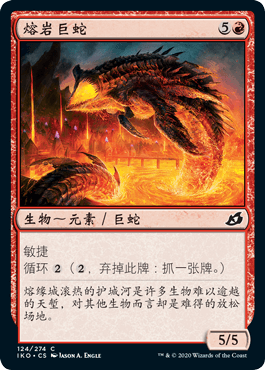 熔岩巨蛇 5
生物～元素 / 巨蛇
敏捷
循环 2（2，弃掉此牌：抓一张牌。）
熔缘城滚热的护城河是许多生物难以逾越
的天堑，对其他生物而言却是难得的放松
场地。
5/5
124/274 C
IKO • CS JASON A. ENGLE
™ & © 2020 Wizards of the Coast